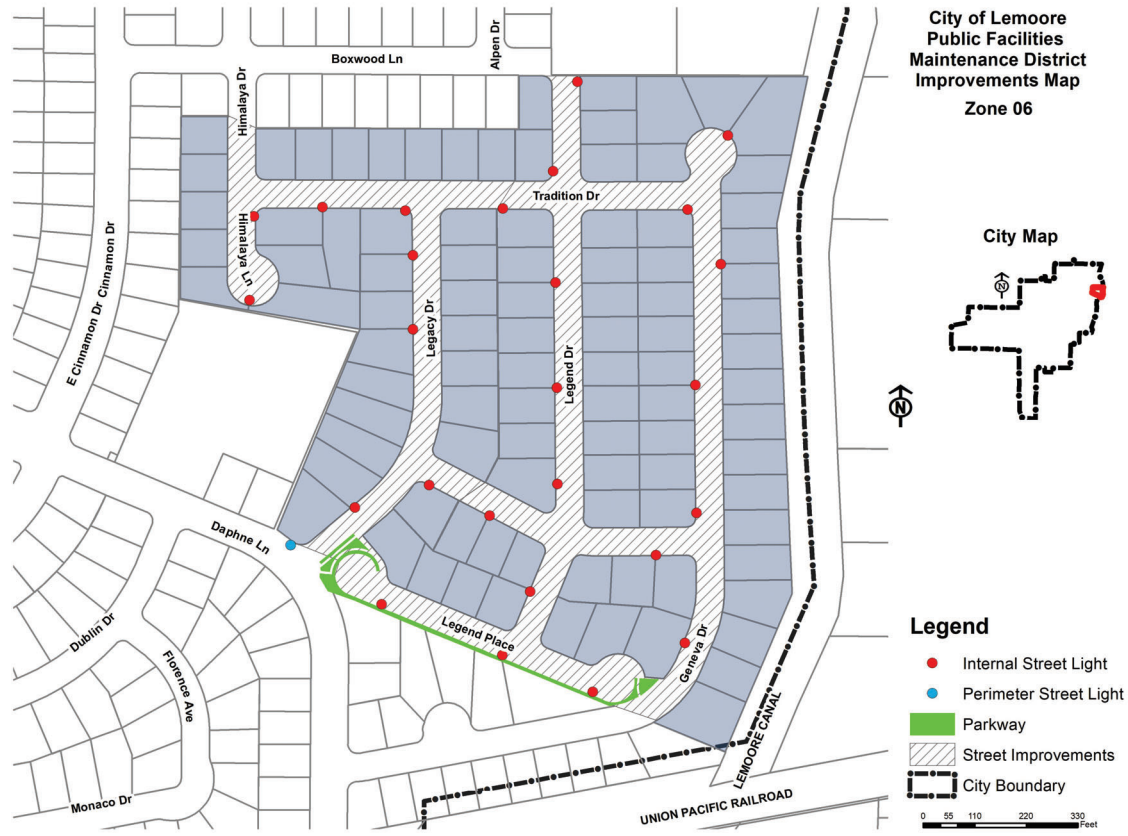 City of Lemoore
Public Facilities
Maintenance District
Improvements Map
Zone 06
Boxwood Ln
Alpen Dr
Himalaya Dr
Tradition Dr
Himalaya Ln
E Cinnamon Dr
Cinnamon Dr
Legacy Dr
Legend Dr
City Map
N
N
Daphne Ln
Dublin Dr
Florence Ave
Legend Place
Geneva Dr
Monaco Dr
LEMOORE CANAL
UNION PACIFIC RAILROAD
Legend
Internal Street Light
Perimeter Street Light
Parkway
Street Improvements
City Boundary
0 55 110 220 330
Feet